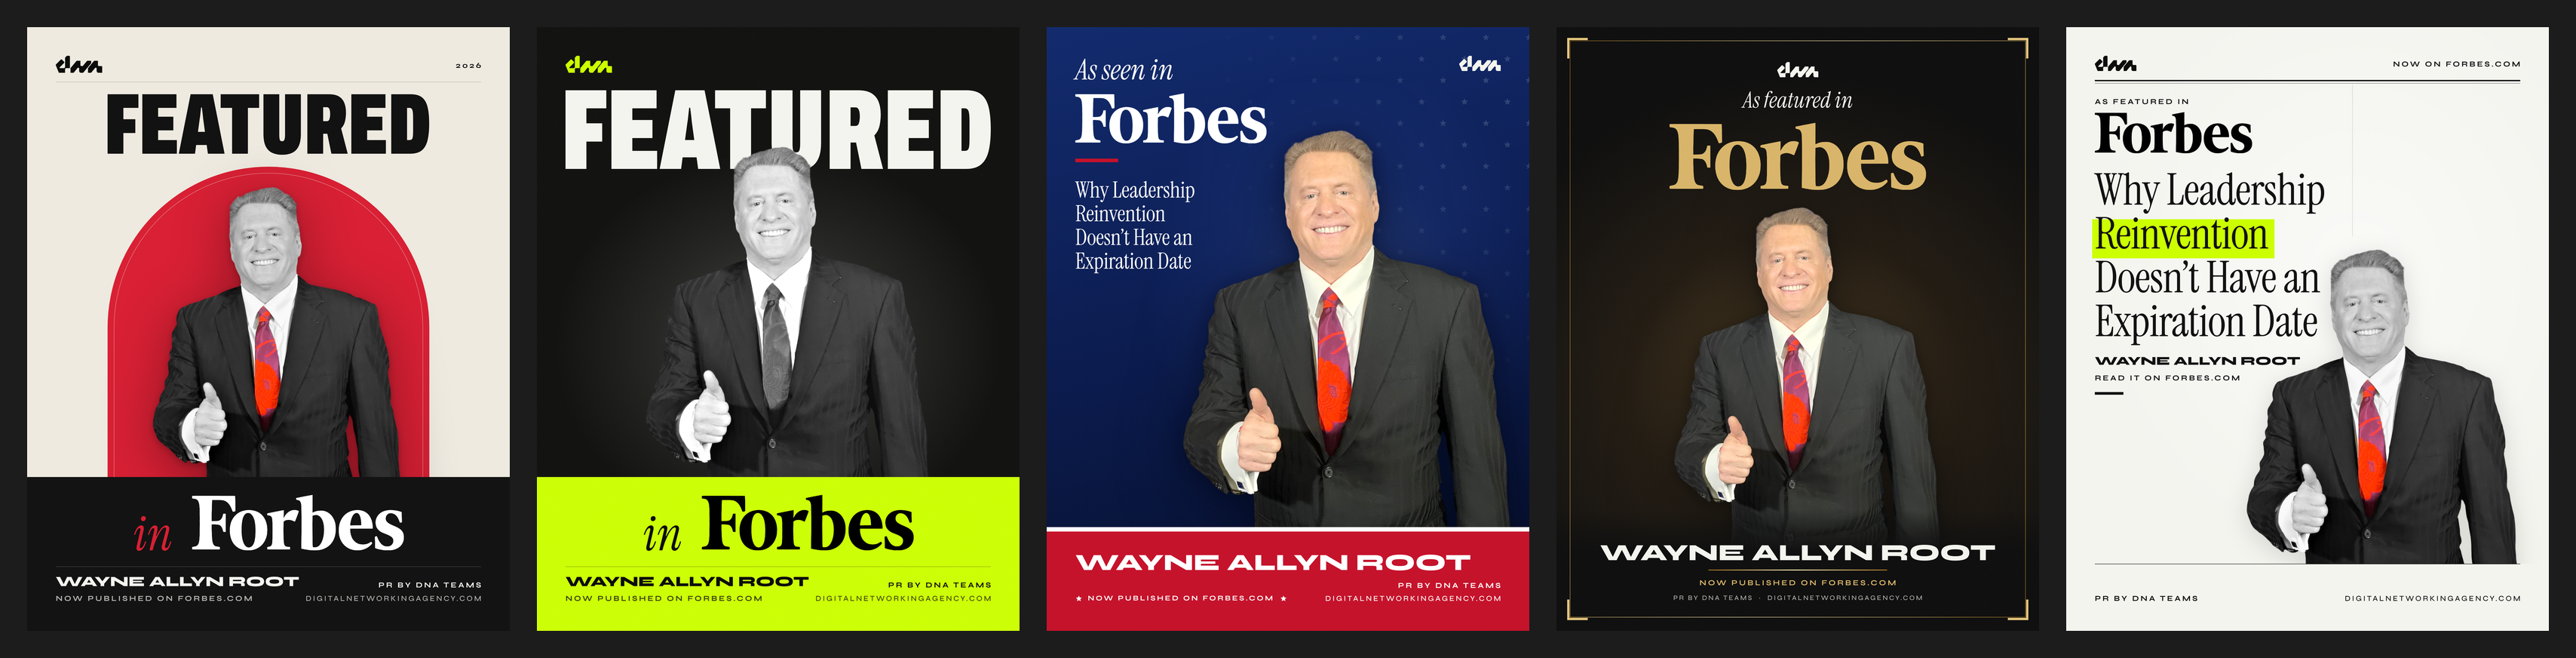 dna
2026
FEATURED
in Forbes
WAYNE ALLYN ROOT
PR BY DNA TEAMS
NOW PUBLISHED ON FORBES.COM
DIGITALNETWORKINGAGENCY.COM
dna
FEATURED
in Forbes
WAYNE ALLYN ROOT
PR BY DNA TEAMS
NOW PUBLISHED ON FORBES.COM
DIGITALNETWORKINGAGENCY.COM
As seen in
dna
Forbes
Why Leadership
Reinvention
Doesn’t Have an
Expiration Date
WAYNE ALLYN ROOT
PR BY DNA TEAMS
★ NOW PUBLISHED ON FORBES.COM ★
DIGITALNETWORKINGAGENCY.COM
dna
As featured in
Forbes
WAYNE ALLYN ROOT
NOW PUBLISHED ON FORBES.COM
PR BY DNA TEAMS · DIGITALNETWORKINGAGENCY.COM
dna
NOW ON FORBES.COM
AS FEATURED IN
Forbes
Why Leadership
Reinvention
Doesn’t Have an
Expiration Date
WAYNE ALLYN ROOT
READ IT ON FORBES.COM
PR BY DNA TEAMS
DIGITALNETWORKINGAGENCY.COM